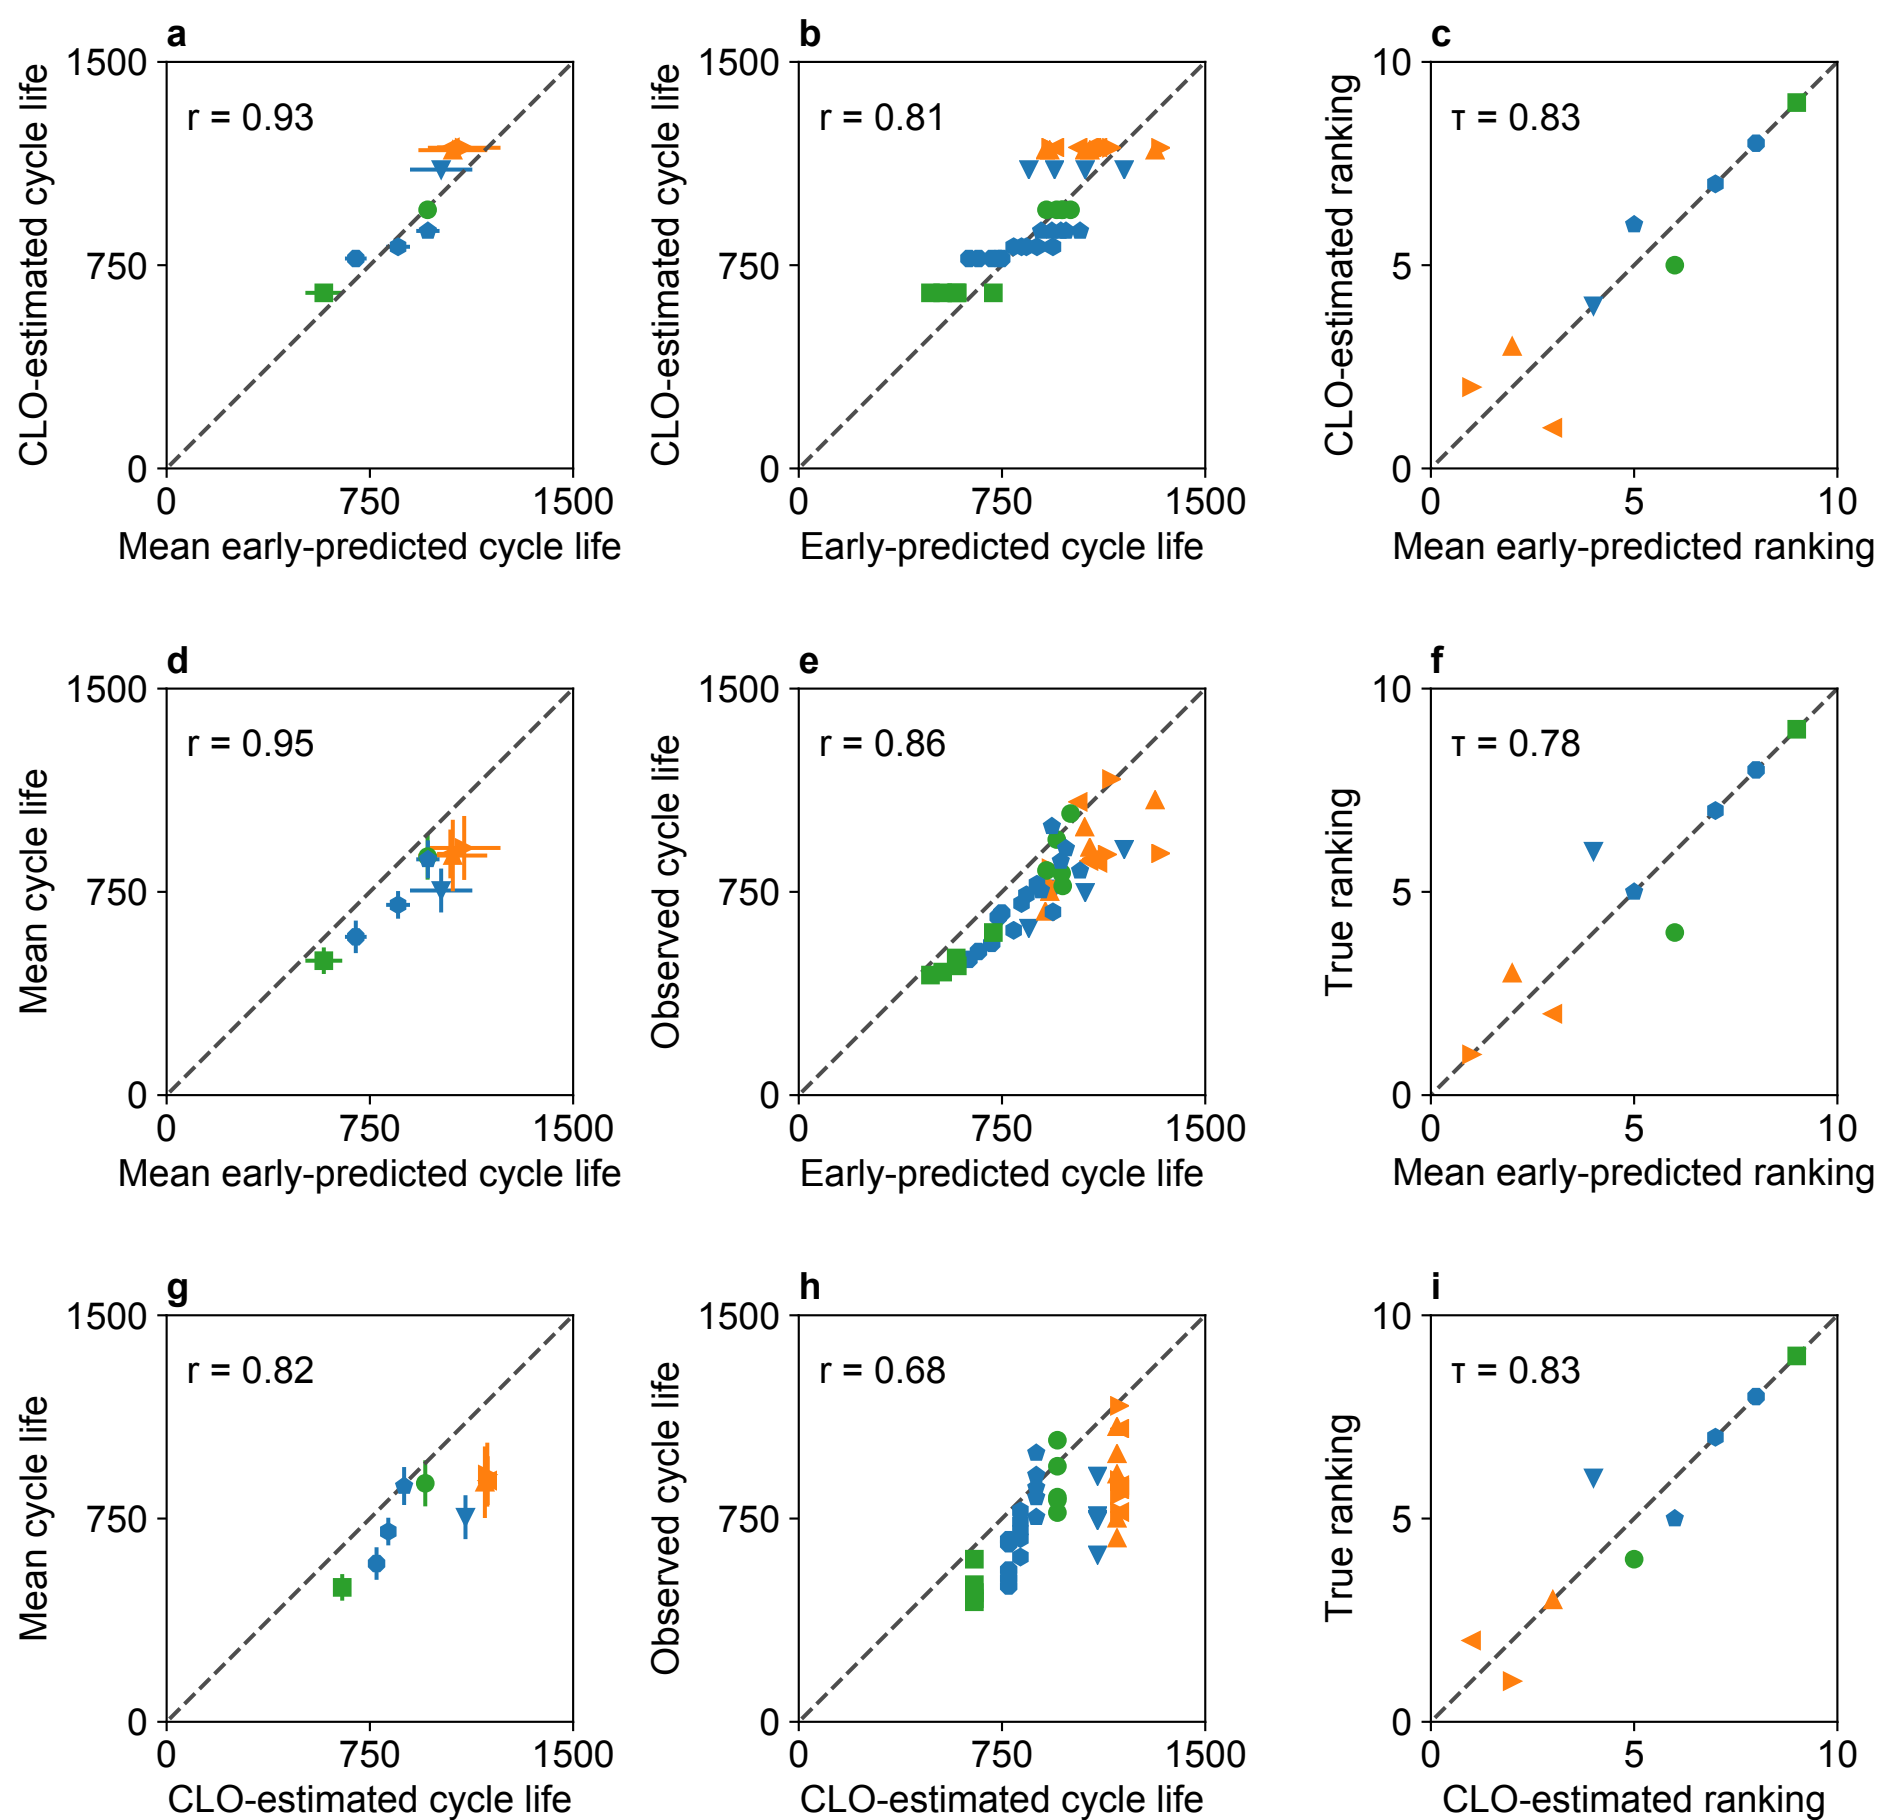 a
CLO-estimated cycle life
1500
750
0
r = 0.93
0 750 1500
Mean early-predicted cycle life
b
CLO-estimated cycle life
1500
750
0
r = 0.81
0 750 1500
Early-predicted cycle life
c
CLO-estimated ranking
10
5
0
τ = 0.83
0 5 10
Mean early-predicted ranking
d
Mean cycle life
1500
750
0
r = 0.95
0 750 1500
Mean early-predicted cycle life
e
Observed cycle life
1500
750
0
r = 0.86
0 750 1500
Early-predicted cycle life
f
True ranking
10
5
0
τ = 0.78
0 5 10
Mean early-predicted ranking
g
Mean cycle life
1500
750
0
r = 0.82
0 750 1500
CLO-estimated cycle life
h
Observed cycle life
1500
750
0
r = 0.68
0 750 1500
CLO-estimated cycle life
i
True ranking
10
5
0
τ = 0.83
0 5 10
CLO-estimated ranking